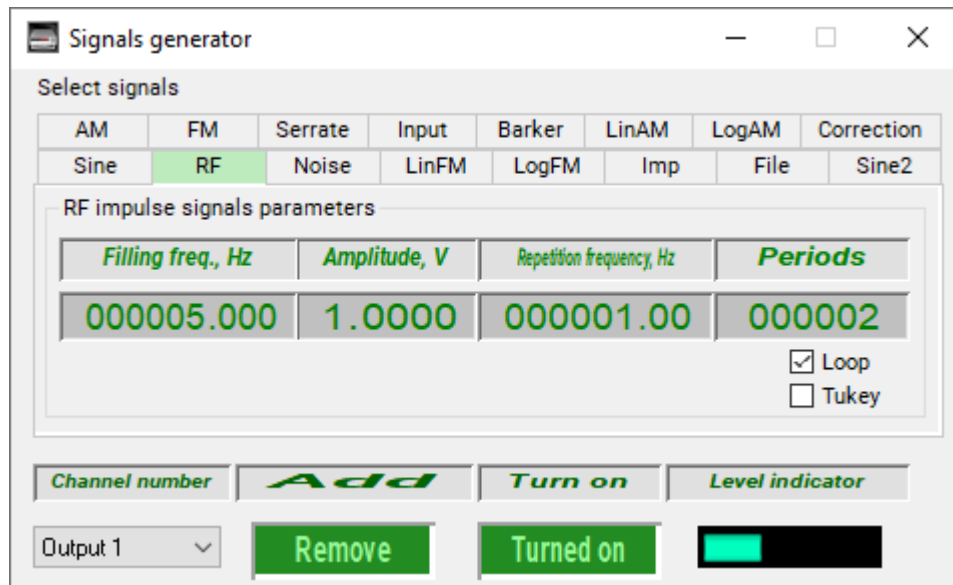 Signals generator
Select signals
AM FM Serrate Input Barker LinAM LogAM Correction
Sine RF Noise LinFM LogFM Imp File Sine2
RF impulse signals parameters
Filling freq., Hz Amplitude, V Repetition frequency, Hz Periods
000005.000 1.0000 000001.00 000002
Loop
Tukey
Channel number Add Turn on Level indicator
Output 1 Remove Turned on